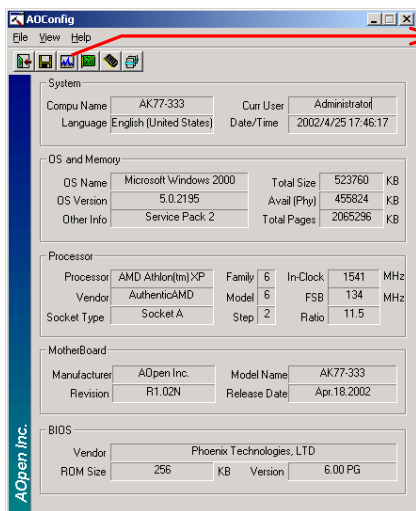 AOConfig
File View Help
System
Compu Name AK77-333 Curr User Administrator
Language English (United States) Date/Time 2002/4/25 17:46:17
OS and Memory
OS Name Microsoft Windows 2000 Total Size 523760 KB
OS Version 5.0.2195 Avail (Phy) 455824 KB
Other Info Service Pack 2 Total Pages 2065296 KB
Processor
Processor AMD Athlon(tm) XP Family 6 In-Clock 1541 MHz
Vendor AuthenticAMD Model 6 FSB 134 MHz
Socket Type Socket A Step 2 Ratio 11.5
MotherBoard
Manufacturer AOpen Inc. Model Name AK77-333
Revision R1.02N Release Date Apr.18.2002
BIOS
Vendor Phoenix Technologies, LTD
ROM Size 256 KB Version 6.00 PG
AOpen Inc.